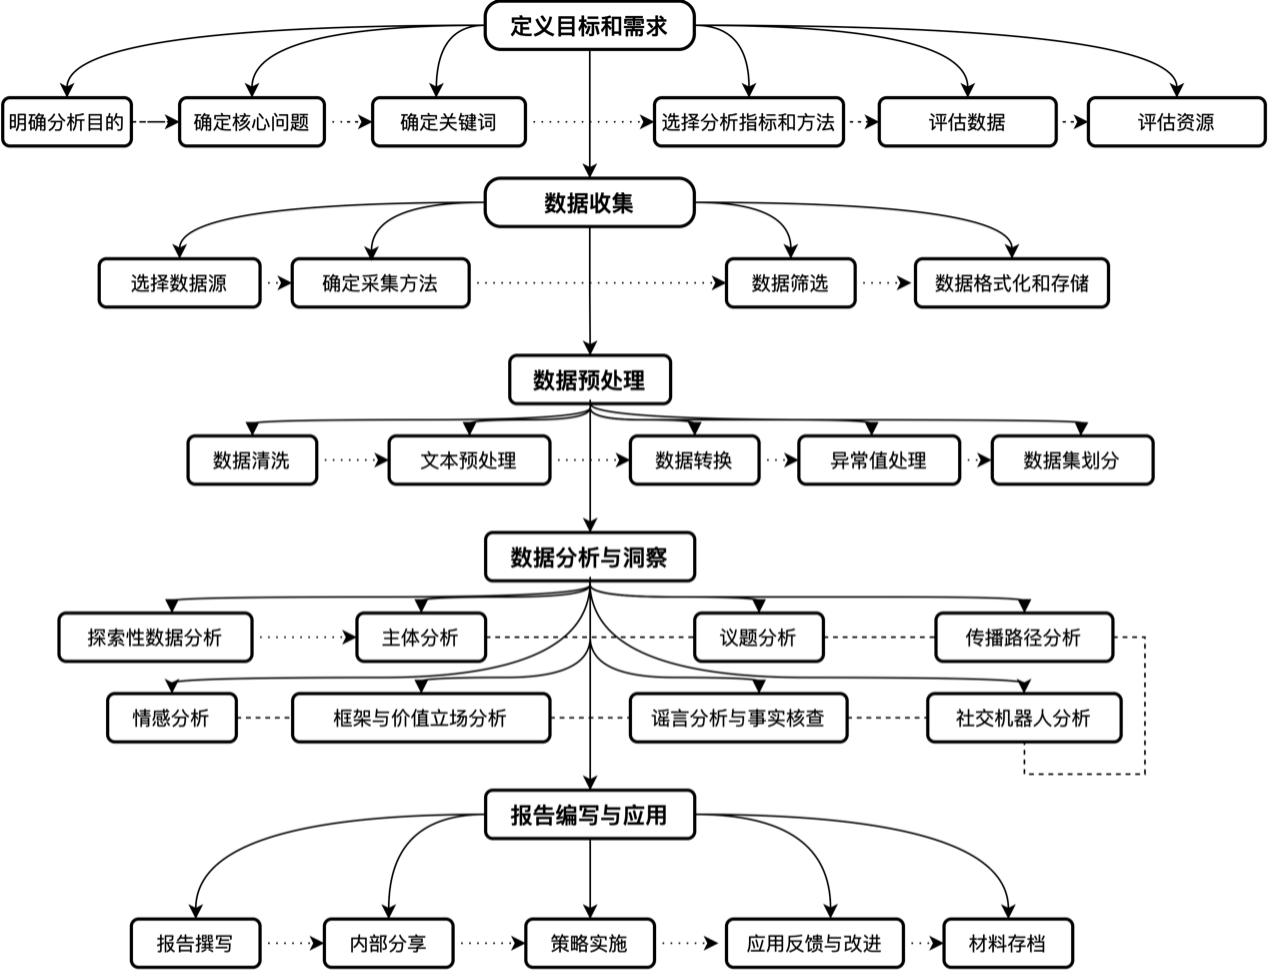 定义目标和需求
明确分析目的
确定核心问题
确定关键词
选择分析指标和方法
评估数据
评估资源
数据收集
选择数据源
确定采集方法
数据筛选
数据格式化和存储
数据预处理
数据清洗
文本预处理
数据转换
异常值处理
数据集划分
数据分析与洞察
探索性数据分析
主体分析
议题分析
传播路径分析
情感分析
框架与价值立场分析
谣言分析与事实核查
社交机器人分析
报告编写与应用
报告撰写
内部分享
策略实施
应用反馈与改进
材料存档